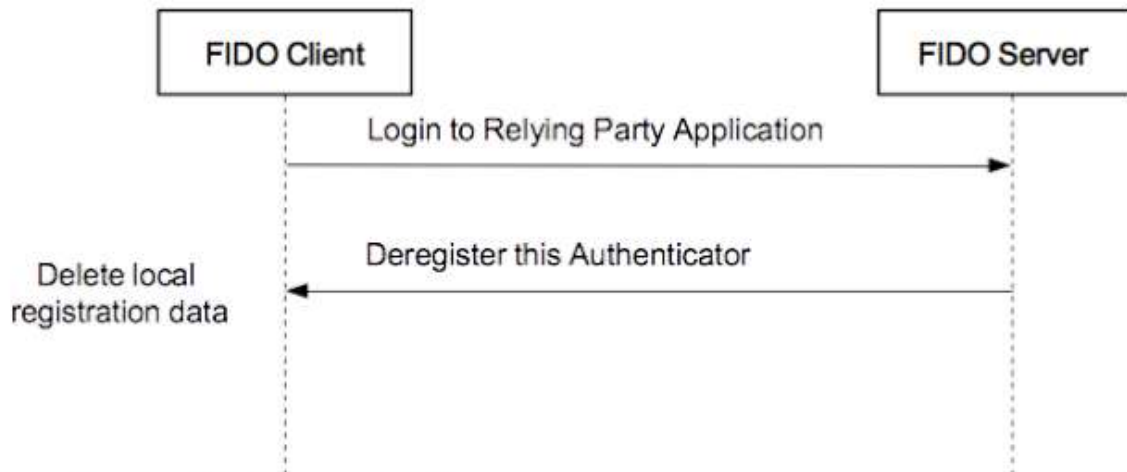 FIDO Client
FIDO Server
Login to Relying Party Application
Deregister this Authenticator
Delete local
registration data